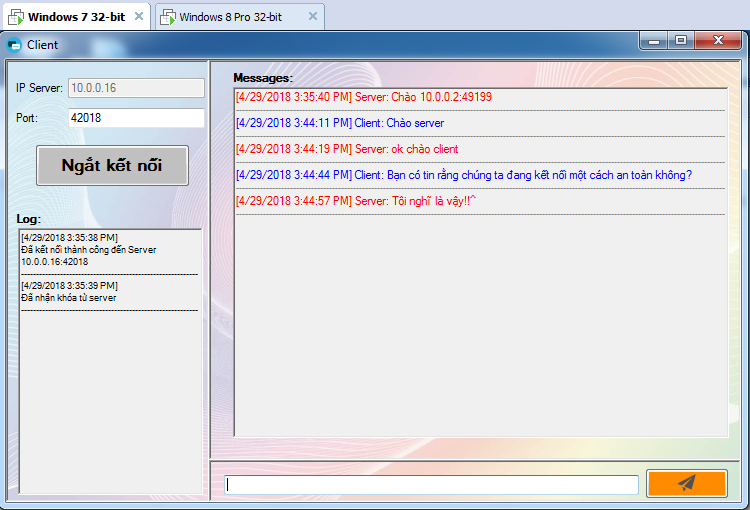 Windows 7 32-bit
Windows 8 Pro 32-bit
Client
IP Server: 10.0.0.16
Port: 42018
Ngắt kết nối
Log:
[4/29/2018 3:35:38 PM]
Đã kết nối thành công đến Server
10.0.0.16:42018
[4/29/2018 3:35:39 PM]
Đã nhận khóa từ server
Messages:
[4/29/2018 3:35:40 PM] Server: Chào 10.0.0.2:49199
[4/29/2018 3:44:11 PM] Client: Chào server
[4/29/2018 3:44:19 PM] Server: ok chào client
[4/29/2018 3:44:44 PM] Client: Bạn có tin rằng chúng ta đang kết nối một cách an toàn không?
[4/29/2018 3:44:57 PM] Server: Tôi nghĩ là vậy!!^